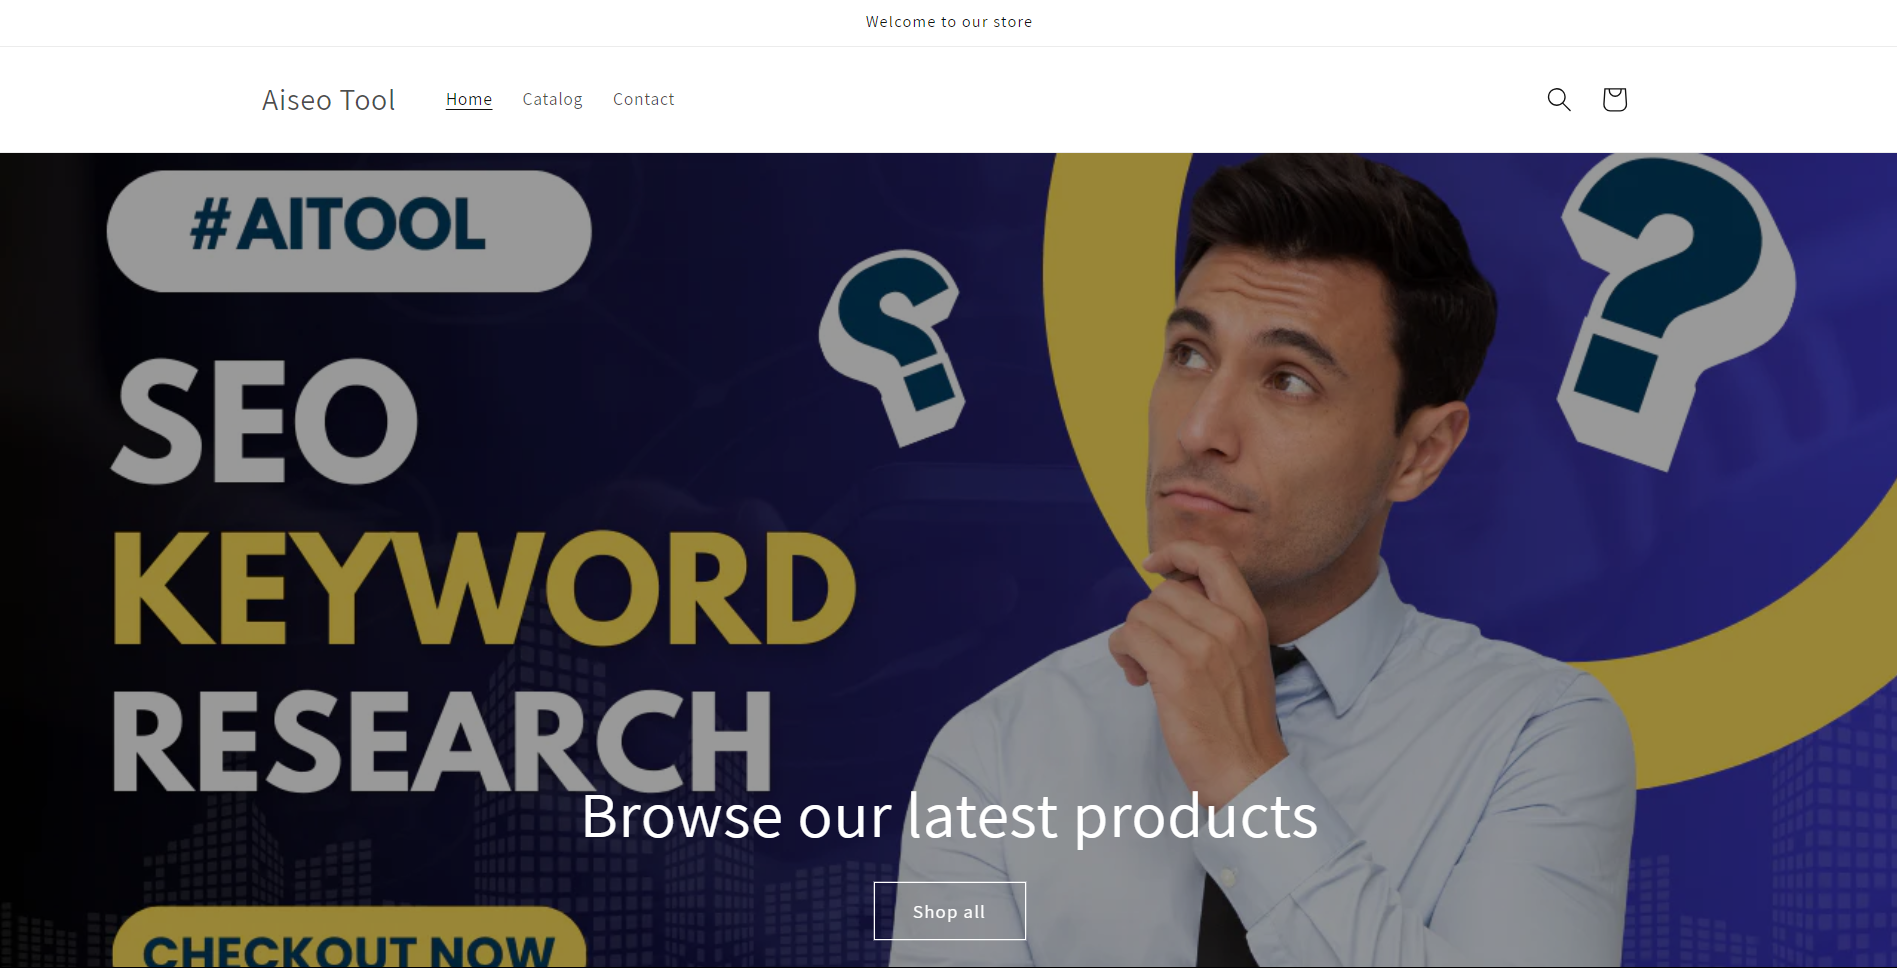 Welcome to our store
Aiseo Tool
Home Catalog Contact
#AITOOL
?
?
SEO
KEYWORD
RESEARCH
Browse our latest products
Shop all
CHECKOUT NOW